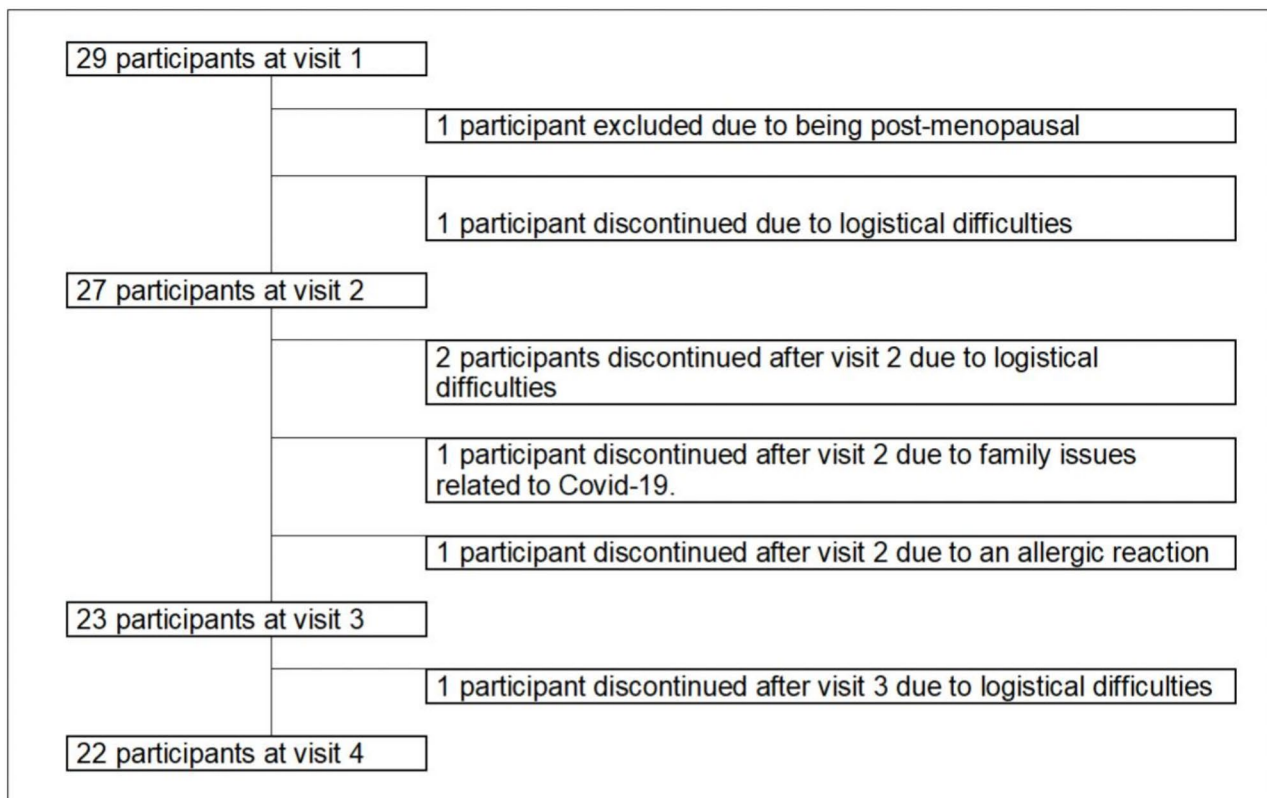 29 participants at visit 1
1 participant excluded due to being post-menopausal
1 participant discontinued due to logistical difficulties
27 participants at visit 2
2 participants discontinued after visit 2 due to logistical
difficulties
1 participant discontinued after visit 2 due to family issues
related to Covid-19.
1 participant discontinued after visit 2 due to an allergic reaction
23 participants at visit 3
1 participant discontinued after visit 3 due to logistical difficulties
22 participants at visit 4